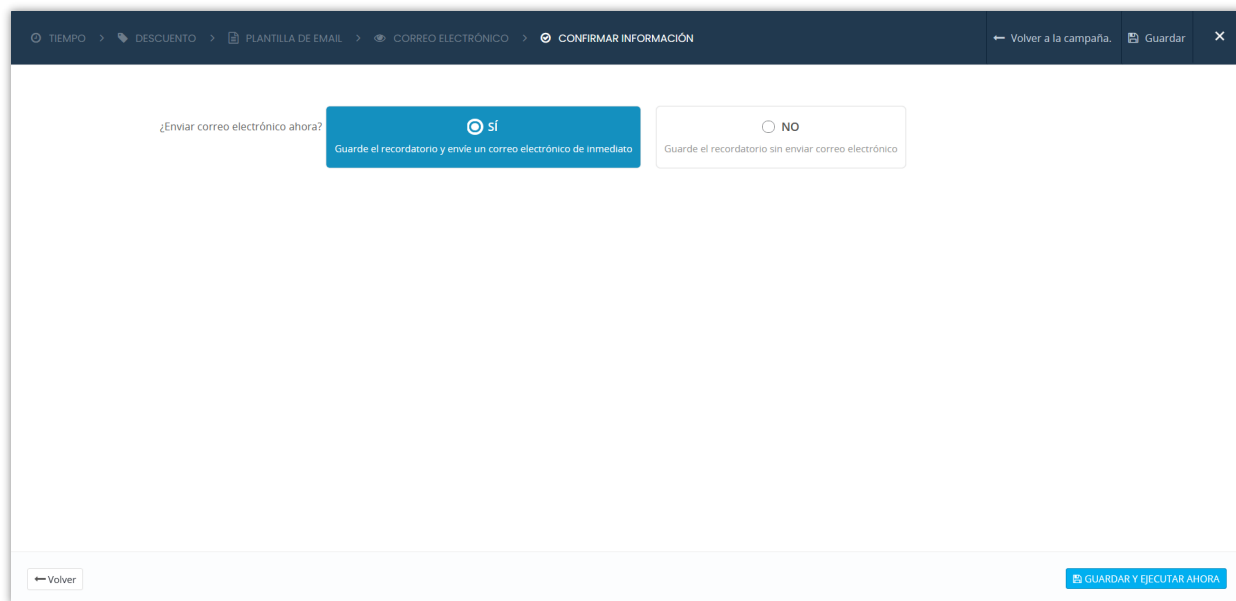 TIEMPO > DESCUENTO > PLANTILLA DE EMAIL > CORREO ELECTRÓNICO > CONFIRMAR INFORMACIÓN
← Volver a la campaña. Guardar ×
¿Enviar correo electrónico ahora?
SÍ
Guarde el recordatorio y envíe un correo electrónico de inmediato
NO
Guarde el recordatorio sin enviar correo electrónico
← Volver
GUARDAR Y EJECUTAR AHORA